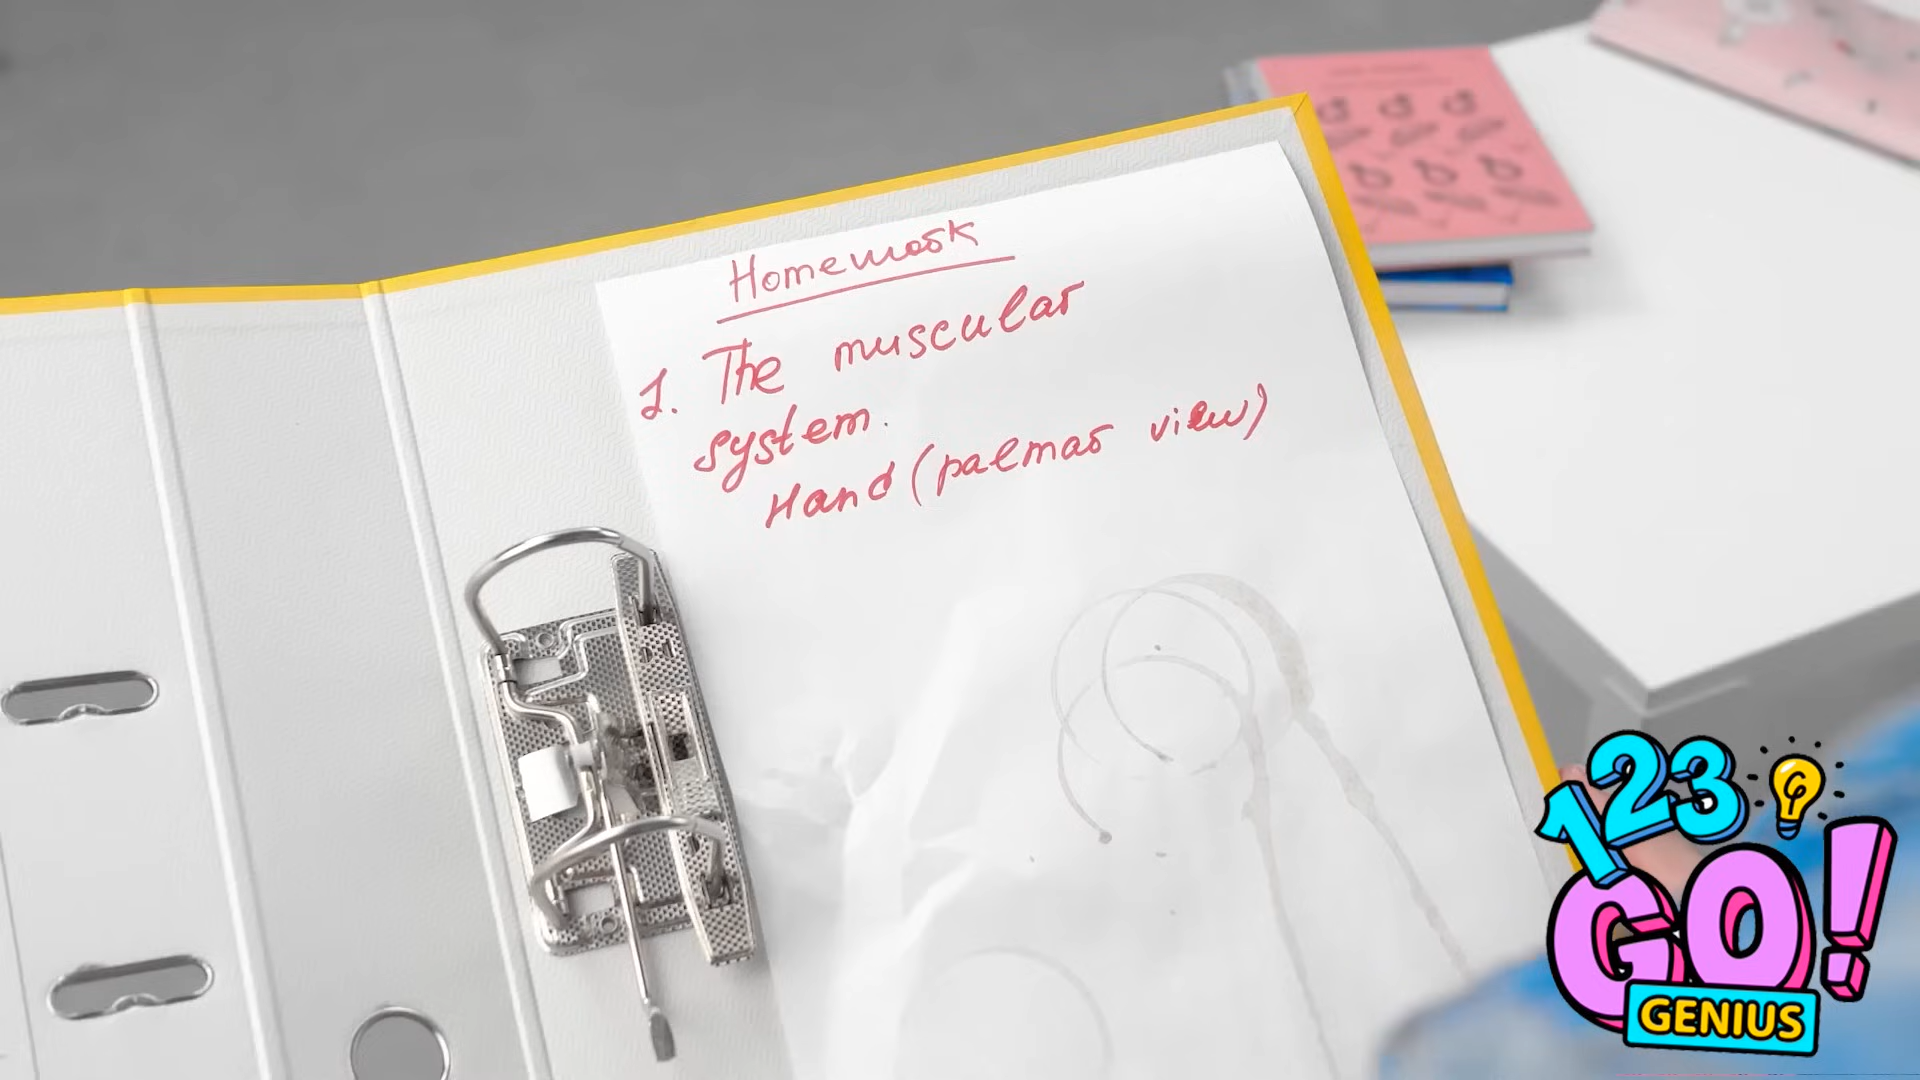 Homework
1. The muscular
system.
Hand (palmar view)
123
GO!
GENIUS